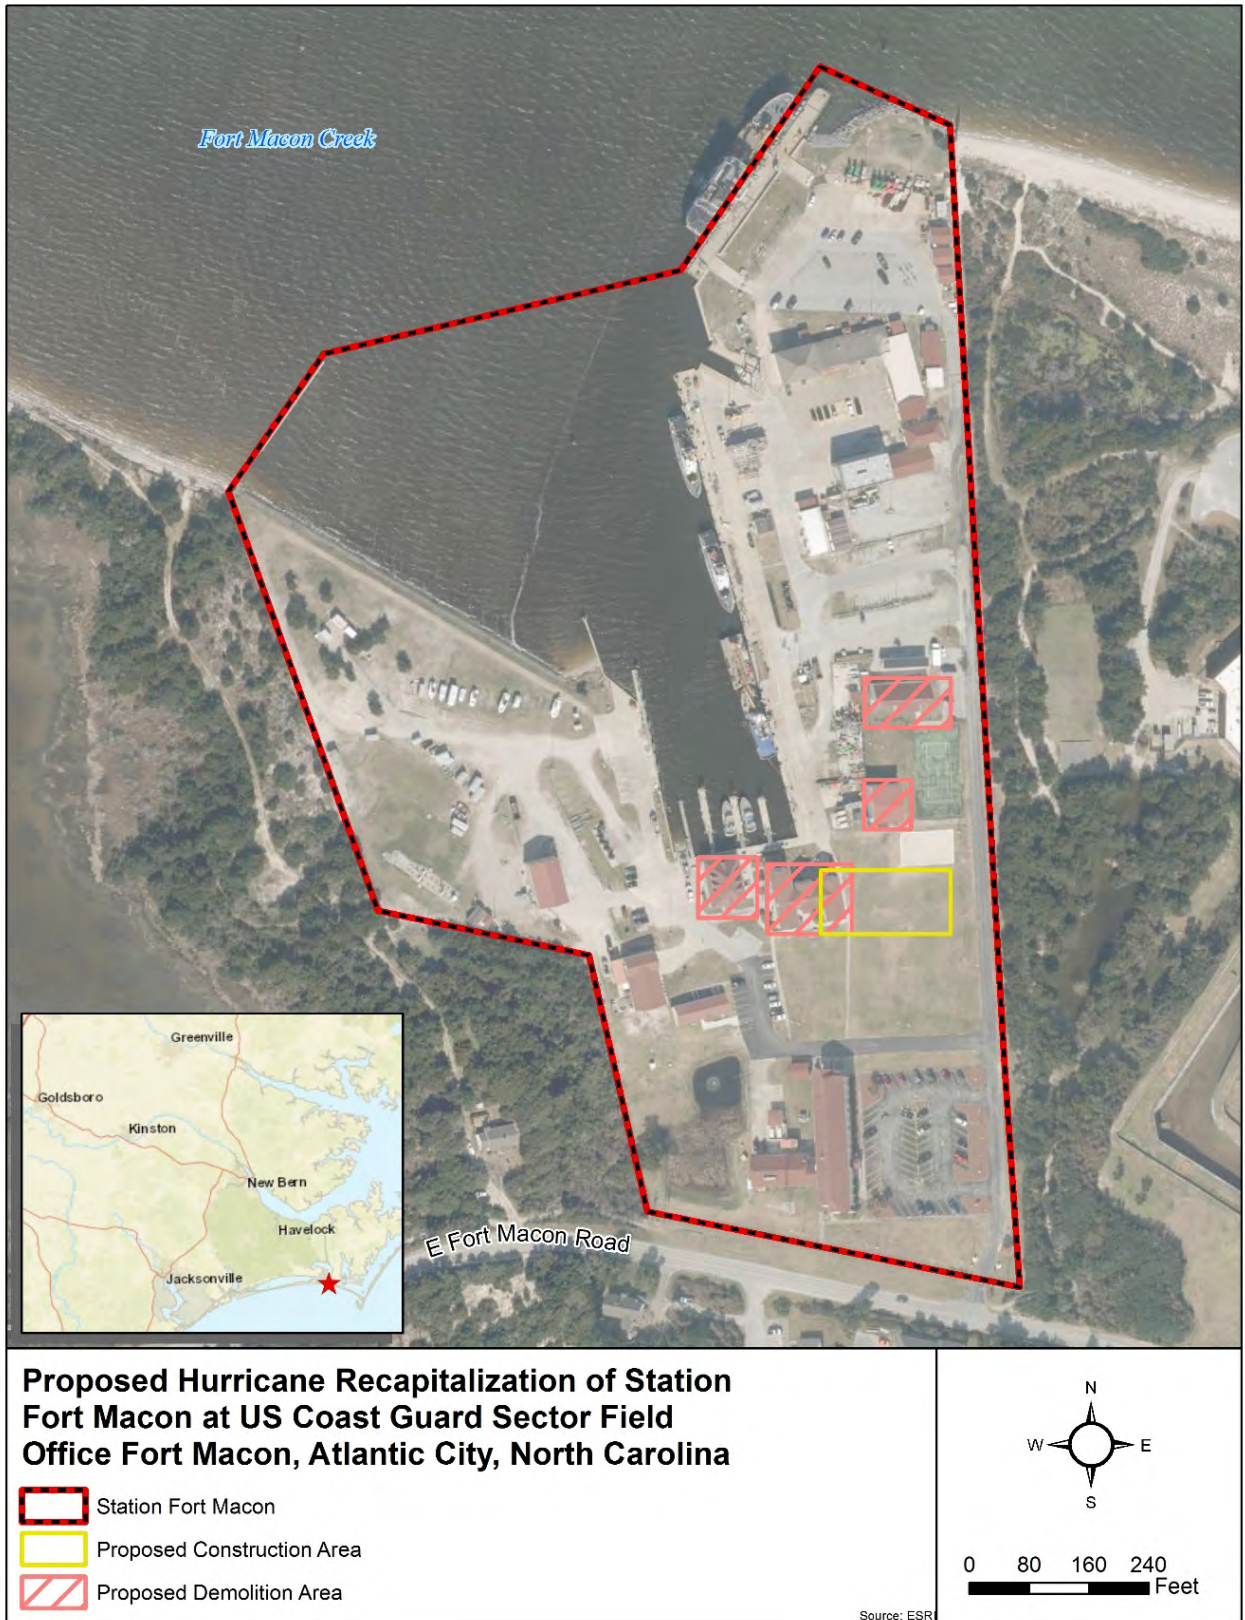 Fort Macon Creek
Greenville
Goldsboro
Kinston
New Bern
Havelock
Jacksonville
E Fort Macon Road
Proposed Hurricane Recapitalization of Station
Fort Macon at US Coast Guard Sector Field
Office Fort Macon, Atlantic City, North Carolina
Station Fort Macon
Proposed Construction Area
Proposed Demolition Area
N
W E
S
0 80 160 240
Feet
Source: ESRI